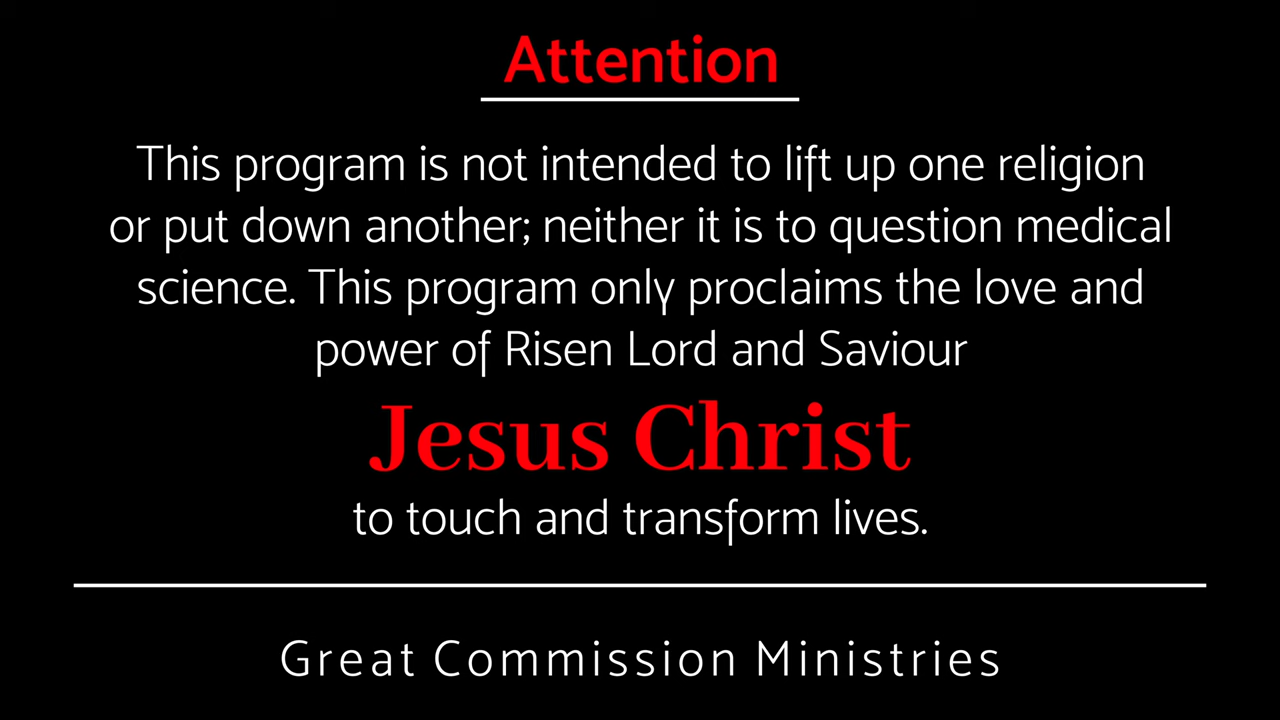 Attention
This program is not intended to lift up one religion
or put down another; neither it is to question medical
science. This program only proclaims the love and
power of Risen Lord and Saviour
Jesus Christ
to touch and transform lives.
Great Commission Ministries